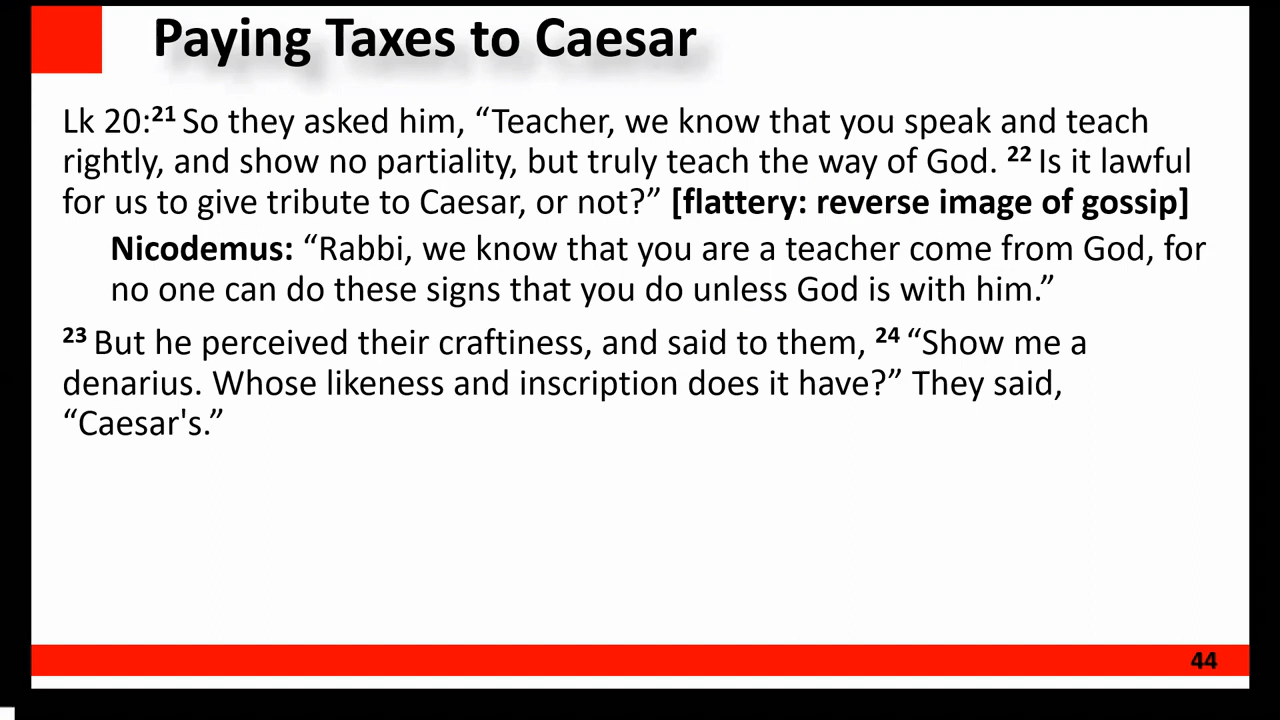 Paying Taxes to Caesar
Lk 20:21 So they asked him, “Teacher, we know that you speak and teach
rightly, and show no partiality, but truly teach the way of God. 22 Is it lawful
for us to give tribute to Caesar, or not?” [flattery: reverse image of gossip]
Nicodemus: “Rabbi, we know that you are a teacher come from God, for
no one can do these signs that you do unless God is with him.”
23 But he perceived their craftiness, and said to them, 24 “Show me a
denarius. Whose likeness and inscription does it have?” They said,
“Caesar's.”
44